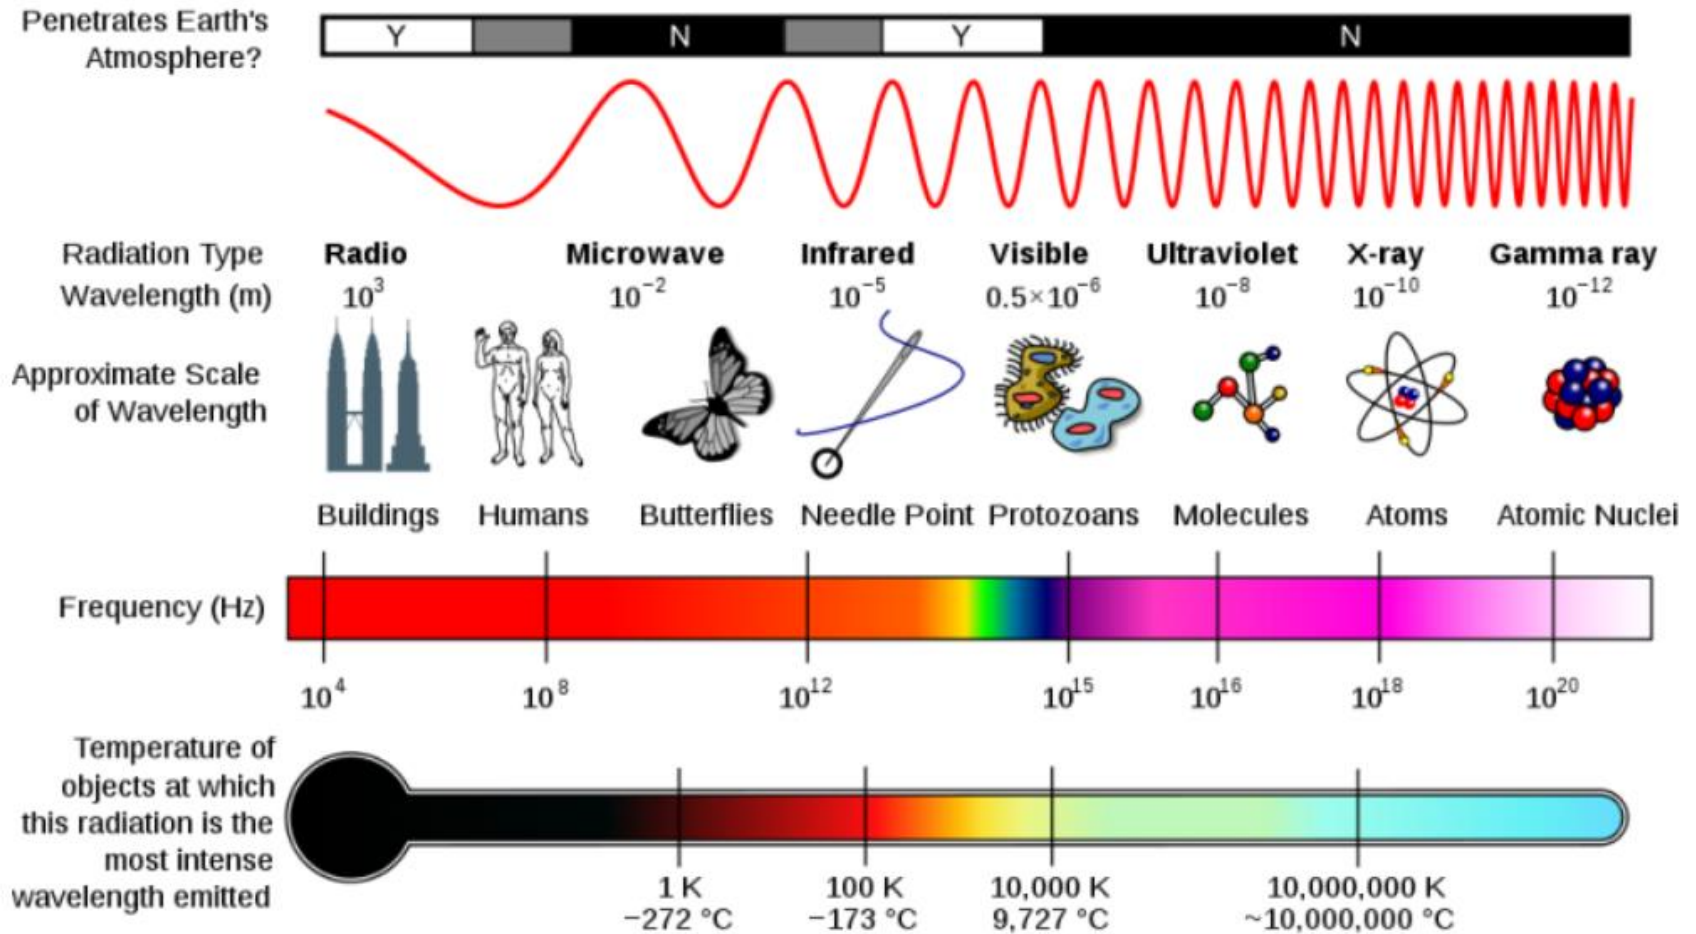 Penetrates Earth's
Atmosphere?
Y N Y N
Radiation Type
Radio Microwave Infrared Visible Ultraviolet X-ray Gamma ray
Wavelength (m)
10³ 10⁻² 10⁻⁵ 0.5×10⁻⁶ 10⁻⁸ 10⁻¹⁰ 10⁻¹²
Approximate Scale
of Wavelength
Buildings Humans Butterflies Needle Point Protozoans Molecules Atoms Atomic Nuclei
Frequency (Hz)
10⁴ 10⁸ 10¹² 10¹⁵ 10¹⁶ 10¹⁸ 10²⁰
Temperature of
objects at which
this radiation is the
most intense
wavelength emitted
1 K 100 K 10,000 K 10,000,000 K
−272 °C −173 °C 9,727 °C ~10,000,000 °C